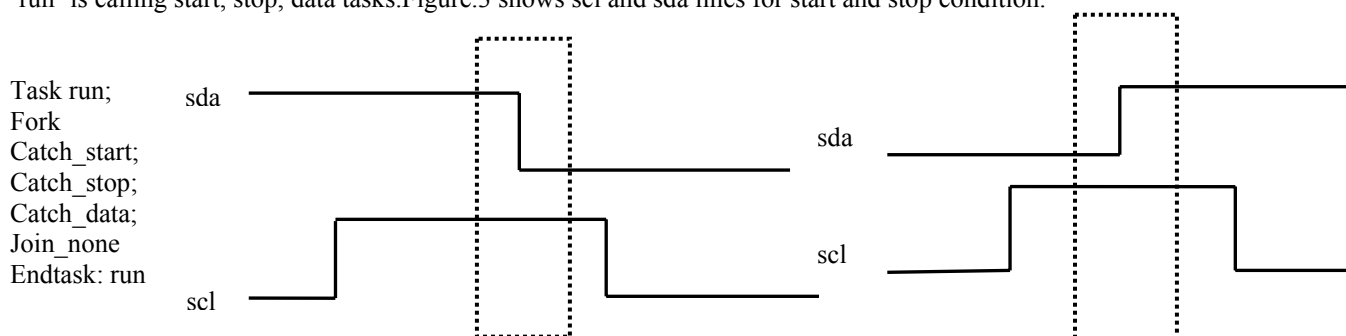 "run" is calling start, stop, data tasks.Figure.3 shows scl and sda lines for start and stop condition.
Task run;
Fork
Catch_start;
Catch_stop;
Catch_data;
Join_none
Endtask: run
sda
scl
sda
scl